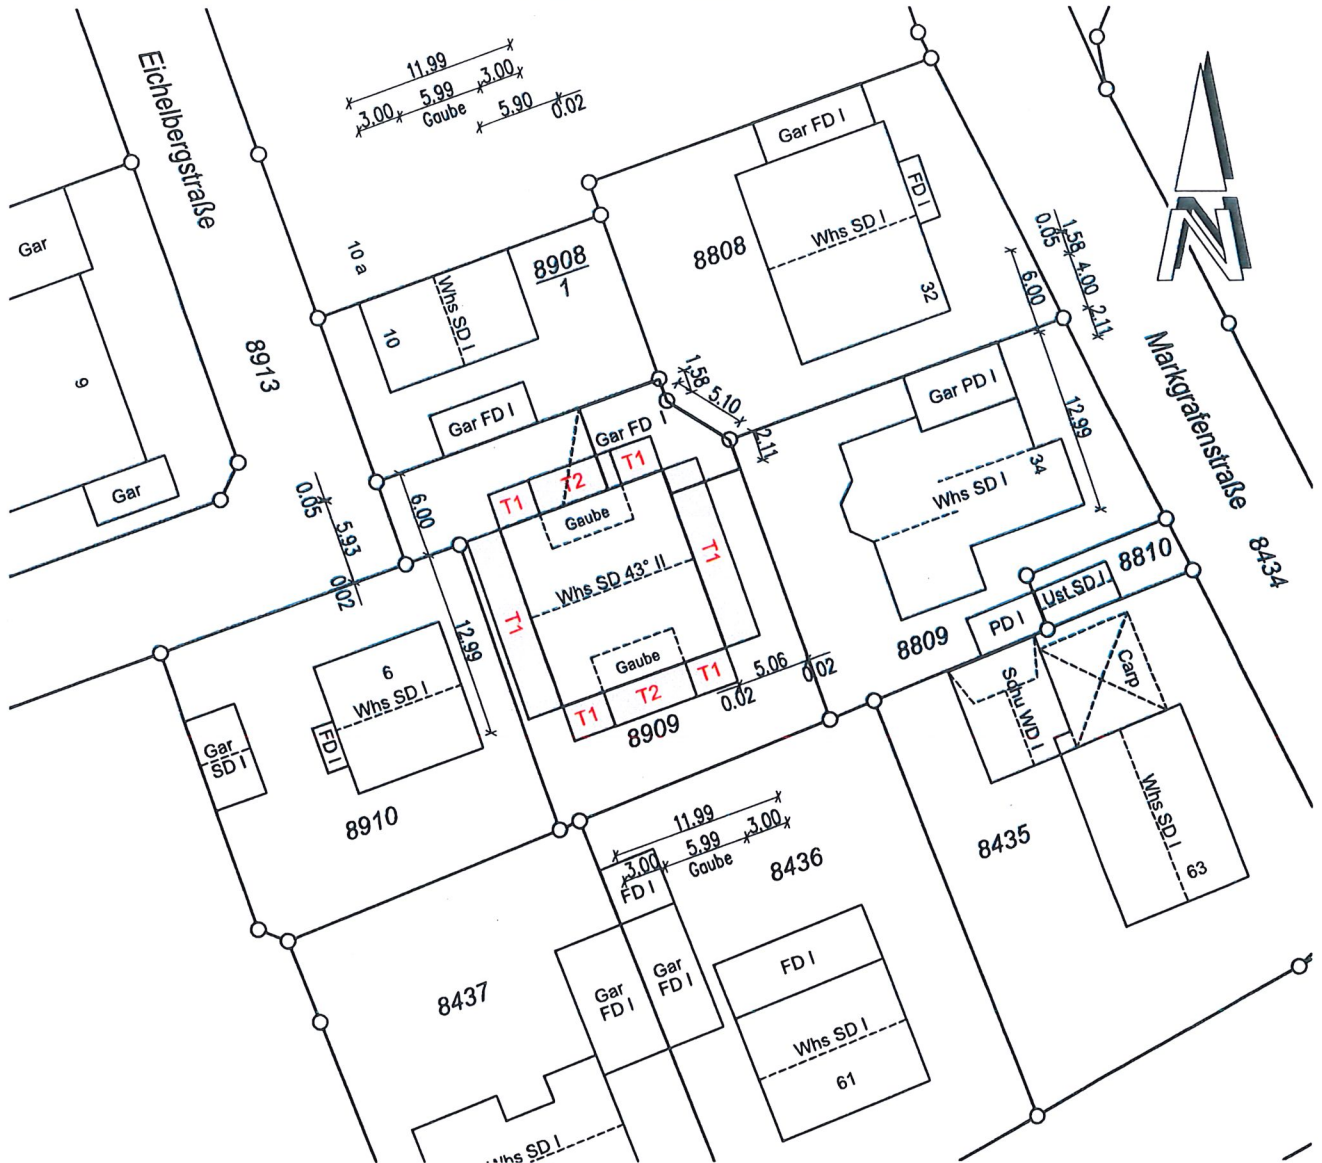 Eichelbergstraße
11.99
3.00 5.99 3.00
Gaube
5.90 0.02
Gar FD I
FD I
Whs SD I
8808
32
N
Gar
9
8913
10 a
8908
1
Whs SD I
10
Gar FD I
Gar FD I
1.58 5.10
2.11
0.05
1.58 4.00 2.11
6.00
Markgrafenstraße
8434
Gar PD I
12.99
34
Whs SD I
8810
Ust SD I
PD I
8809
Gar
0.05
5.93
0.02
6.00
12.99
T1
T2
T1
Gaube
Whs SD 43° II
T1
T1
Gaube
T1
T2
T1
5.06
0.02
0.02
8909
6
Whs SD I
FD I
Gar
SD I
8910
Schu WD I
Carp
Whs SD I
63
8435
11.99
3.00 5.99 3.00
Gaube
8436
FD I
Gar
FD I
Gar
FD I
8437
FD I
Whs SD I
61
Whs SD I